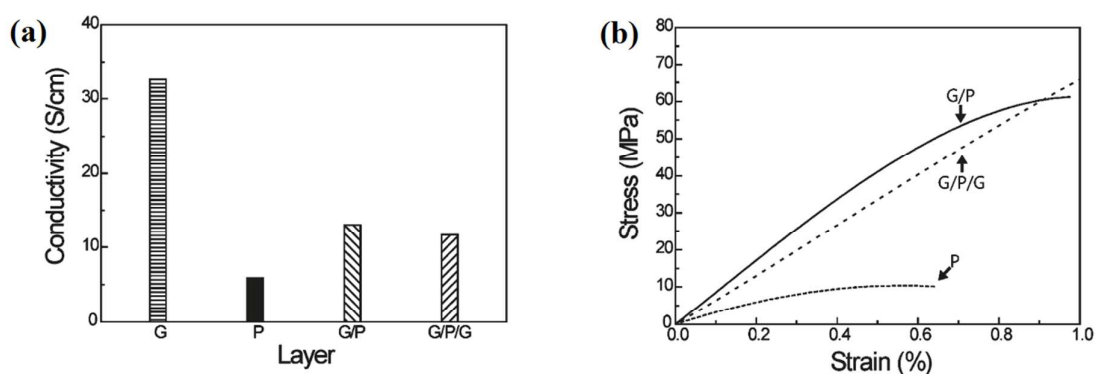 (a)
Conductivity (S/cm)
40
30
20
10
0
G P G/P G/P/G
Layer
(b)
Stress (MPa)
80
70
60
50
40
30
20
10
0
G/P
G/P/G
P
0.0 0.2 0.4 0.6 0.8 1.0
Strain (%)